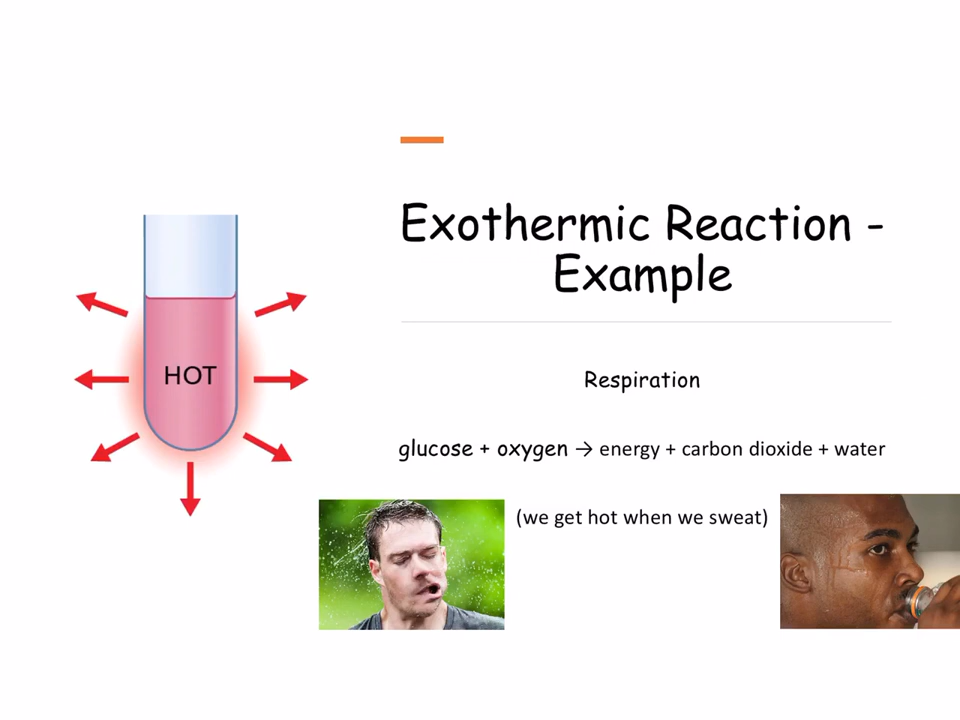 Exothermic Reaction -
Example
HOT
Respiration
glucose + oxygen → energy + carbon dioxide + water
(we get hot when we sweat)